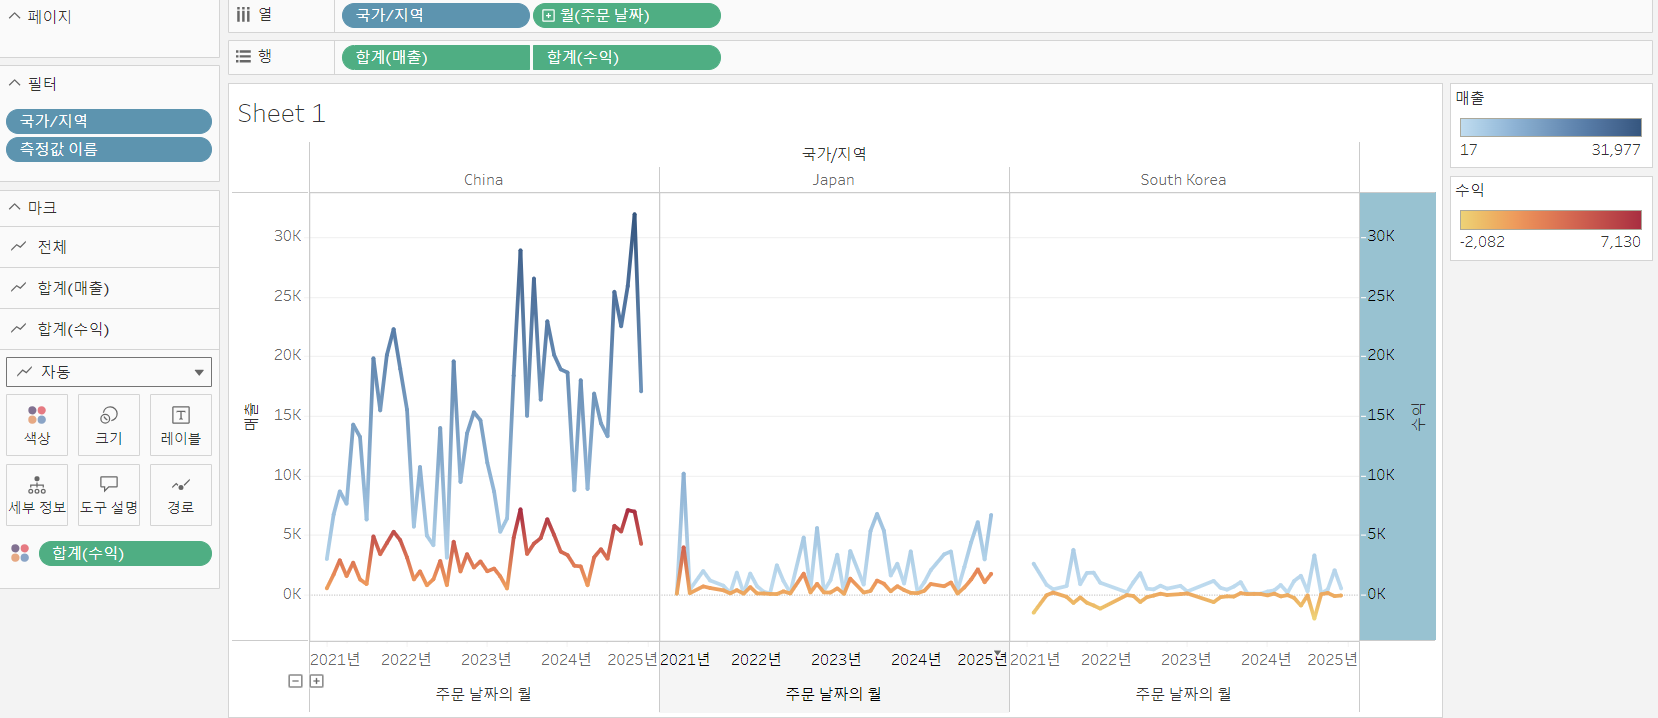 페이지
열
국가/지역
월(주문 날짜)
행
합계(매출)
합계(수익)
필터
국가/지역
측정값 이름
마크
전체
합계(매출)
합계(수익)
자동
색상
크기
레이블
세부 정보
도구 설명
경로
합계(수익)
Sheet 1
국가/지역
China
Japan
South Korea
매출
30K
25K
20K
15K
10K
5K
0K
수익
30K
25K
20K
15K
10K
5K
0K
2021년
2022년
2023년
2024년
2025년
2021년
2022년
2023년
2024년
2025년
2021년
2022년
2023년
2024년
2025년
주문 날짜의 월
주문 날짜의 월
주문 날짜의 월
매출
17
31,977
수익
-2,082
7,130